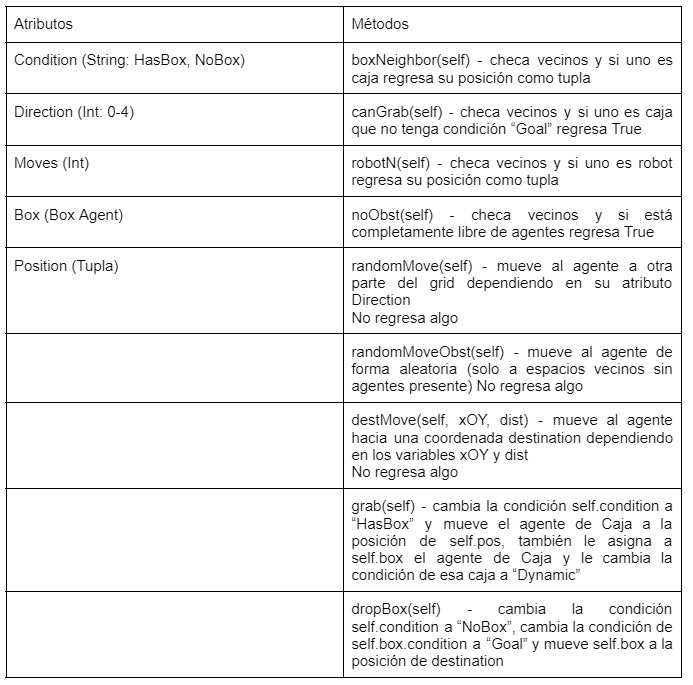 Atributos
Métodos
Condition (String: HasBox, NoBox)
boxNeighbor(self) - checa vecinos y si uno es
caja regresa su posición como tupla
Direction (Int: 0-4)
canGrab(self) - checa vecinos y si uno es caja
que no tenga condición “Goal” regresa True
Moves (Int)
robotN(self) - checa vecinos y si uno es robot
regresa su posición como tupla
Box (Box Agent)
noObst(self) - checa vecinos y si está
completamente libre de agentes regresa True
Position (Tupla)
randomMove(self) - mueve al agente a otra
parte del grid dependiendo en su atributo
Direction
No regresa algo
randomMoveObst(self) - mueve al agente de
forma aleatoria (solo a espacios vecinos sin
agentes presente) No regresa algo
destMove(self, xOY, dist) - mueve al agente
hacia una coordenada destination dependiendo
en los variables xOY y dist
No regresa algo
grab(self) - cambia la condición self.condition a
“HasBox” y mueve el agente de Caja a la
posición de self.pos, también le asigna a
self.box el agente de Caja y le cambia la
condición de esa caja a “Dynamic”
dropBox(self) - cambia la condición
self.condition a “NoBox”, cambia la condición de
self.box.condition a “Goal” y mueve self.box a la
posición de destination